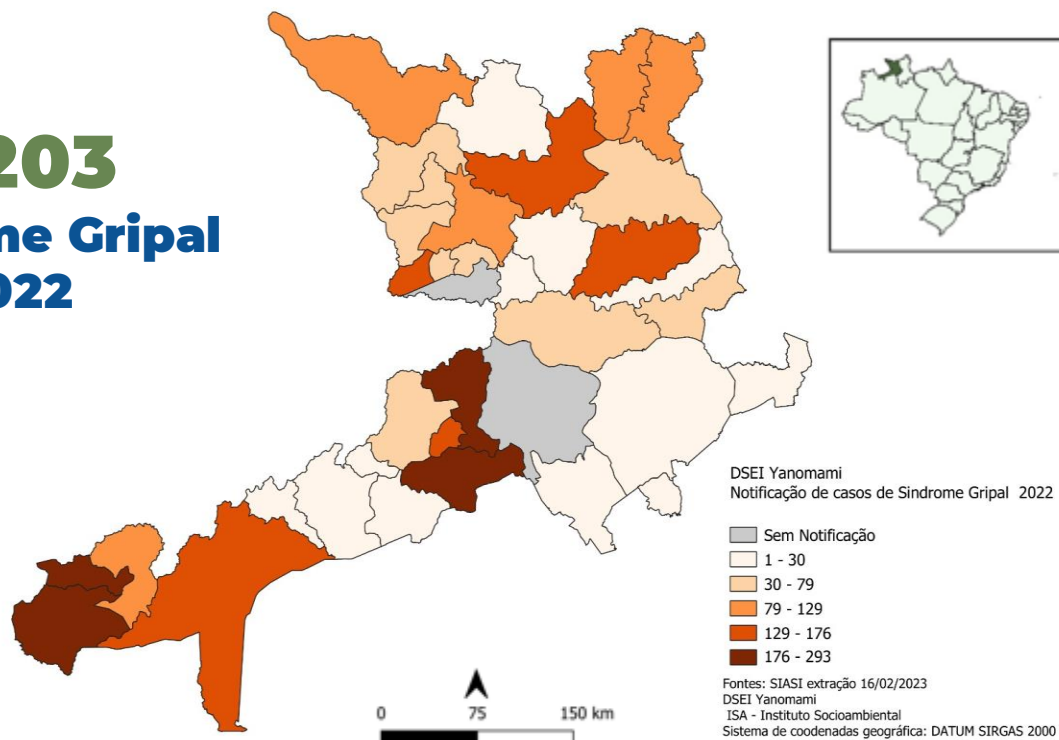 203
me Gripal
022
DSEI Yanomami
Notificação de casos de Sindrome Gripal 2022
Sem Notificação
1 - 30
30 - 79
79 - 129
129 - 176
176 - 293
Fontes: SIASI extração 16/02/2023
DSEI Yanomami
ISA - Instituto Socioambiental
Sistema de coodenadas geográfica: DATUM SIRGAS 2000
0 75 150 km